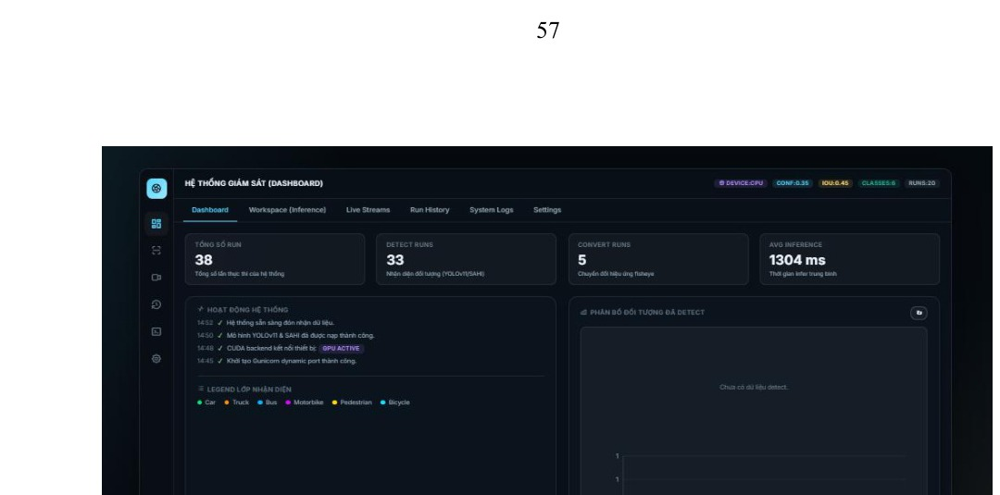 57
HỆ THỐNG GIÁM SÁT (DASHBOARD)
DEVICE:CPU CONF:0.35 IOU:0.45 CLASSES:6 RUNS:20
Dashboard Workspace (Inference) Live Streams Run History System Logs Settings
TỔNG SỐ RUN
38
Tổng số lần thực thi của hệ thống
DETECT RUNS
33
Nhận diện đối tượng (YOLOv11/SAHI)
CONVERT RUNS
5
Chuyển đổi hiệu ứng fisheye
AVG INFERENCE
1304 ms
Thời gian infer trung bình
HOẠT ĐỘNG HỆ THỐNG
14:52 ✓ Hệ thống sẵn sàng đón nhận dữ liệu.
14:50 ✓ Mô hình YOLOv11 & SAHI đã được nạp thành công.
14:48 ✓ CUDA backend kết nối thiết bị: GPU ACTIVE
14:45 ✓ Khởi tạo Gunicorn dynamic port thành công.
LEGEND LỚP NHẬN DIỆN
Car Truck Bus Motorbike Pedestrian Bicycle
PHÂN BỐ ĐỐI TƯỢNG ĐÃ DETECT
Chưa có dữ liệu detect.
1
1